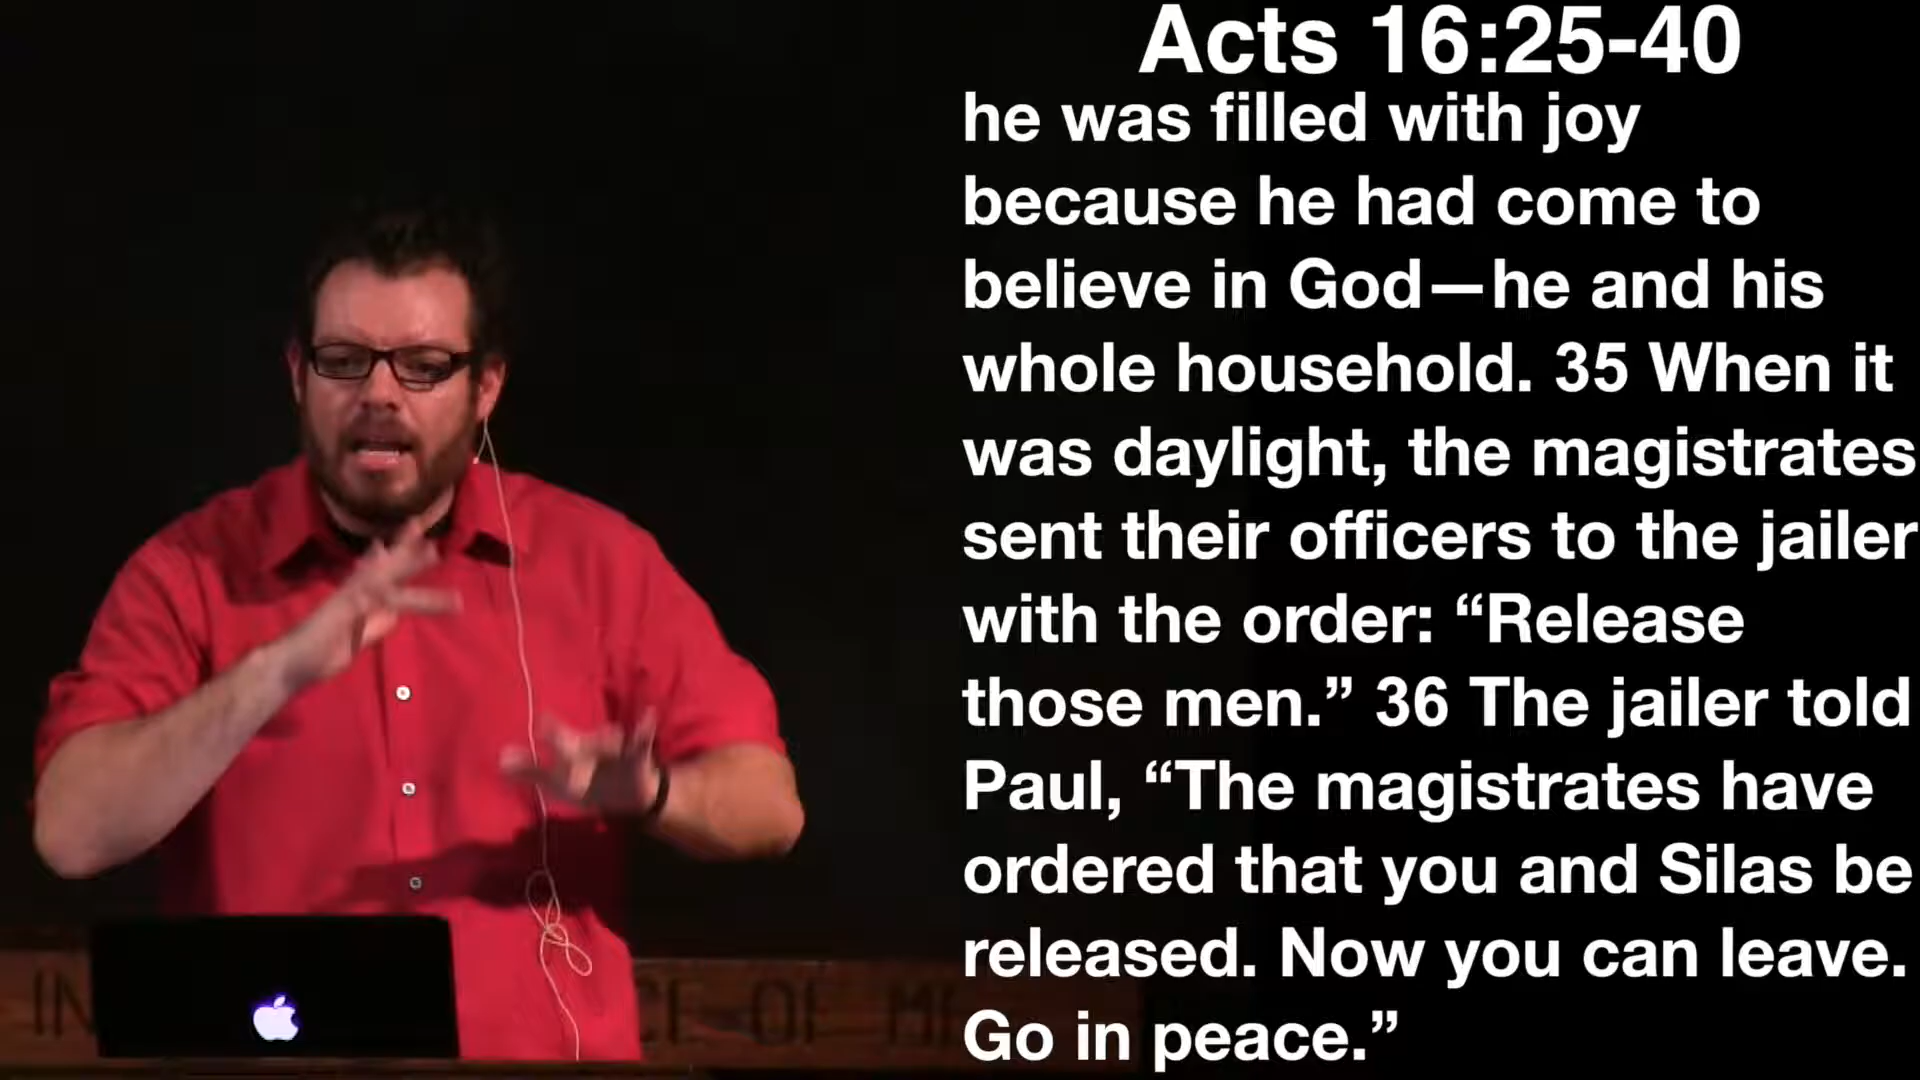 Acts 16:25-40
he was filled with joy
because he had come to
believe in God—he and his
whole household. 35 When it
was daylight, the magistrates
sent their officers to the jailer
with the order: “Release
those men.” 36 The jailer told
Paul, “The magistrates have
ordered that you and Silas be
released. Now you can leave.
Go in peace.”
IN
OF